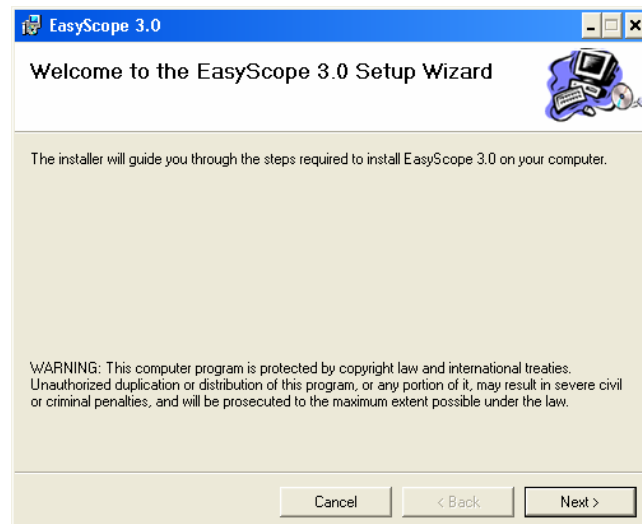 EasyScope 3.0
Welcome to the EasyScope 3.0 Setup Wizard
The installer will guide you through the steps required to install EasyScope 3.0 on your computer.
WARNING: This computer program is protected by copyright law and international treaties.
Unauthorized duplication or distribution of this program, or any portion of it, may result in severe civil
or criminal penalties, and will be prosecuted to the maximum extent possible under the law.
Cancel
< Back
Next >